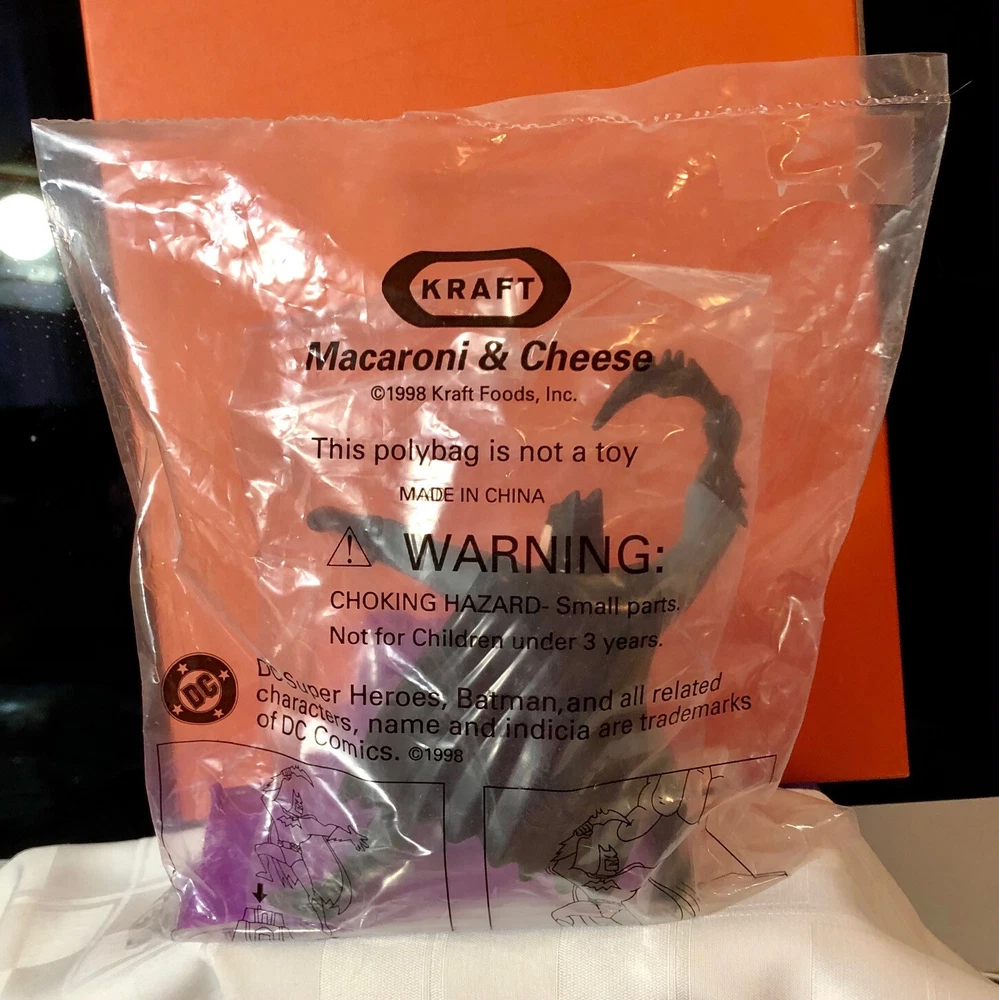 KRAFT
Macaroni & Cheese
©1998 Kraft Foods, Inc.
This polybag is not a toy
MADE IN CHINA
WARNING:
CHOKING HAZARD- Small parts.
Not for Children under 3 years.
DC
DC Super Heroes, Batman, and all related
characters, name and indicia are trademarks
of DC Comics. ©1998